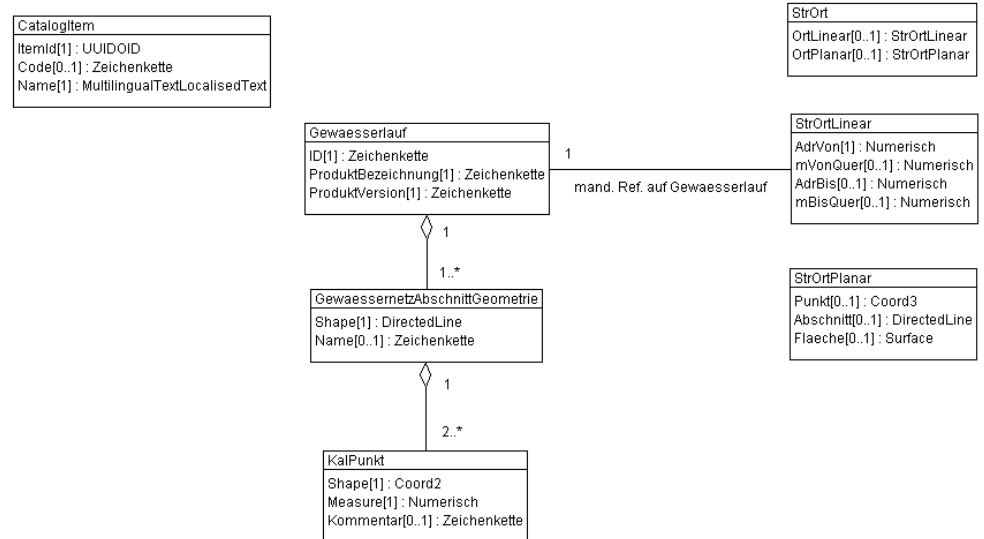 CatalogItem
ItemId[1] : UUIDOID
Code[0..1] : Zeichenkette
Name[1] : MultilingualTextLocalisedText
StrOrt
OrtLinear[0..1] : StrOrtLinear
OrtPlanar[0..1] : StrOrtPlanar
Gewaesserlauf
ID[1] : Zeichenkette
ProduktBezeichnung[1] : Zeichenkette
ProduktVersion[1] : Zeichenkette
1
mand. Ref. auf Gewaesserlauf
StrOrtLinear
AdrVon[1] : Numerisch
mVonQuer[0..1] : Numerisch
AdrBis[0..1] : Numerisch
mBisQuer[0..1] : Numerisch
1
1..*
GewaessernetzAbschnittGeometrie
Shape[1] : DirectedLine
Name[0..1] : Zeichenkette
StrOrtPlanar
Punkt[0..1] : Coord3
Abschnitt[0..1] : DirectedLine
Flaeche[0..1] : Surface
1
2..*
KalPunkt
Shape[1] : Coord2
Measure[1] : Numerisch
Kommentar[0..1] : Zeichenkette